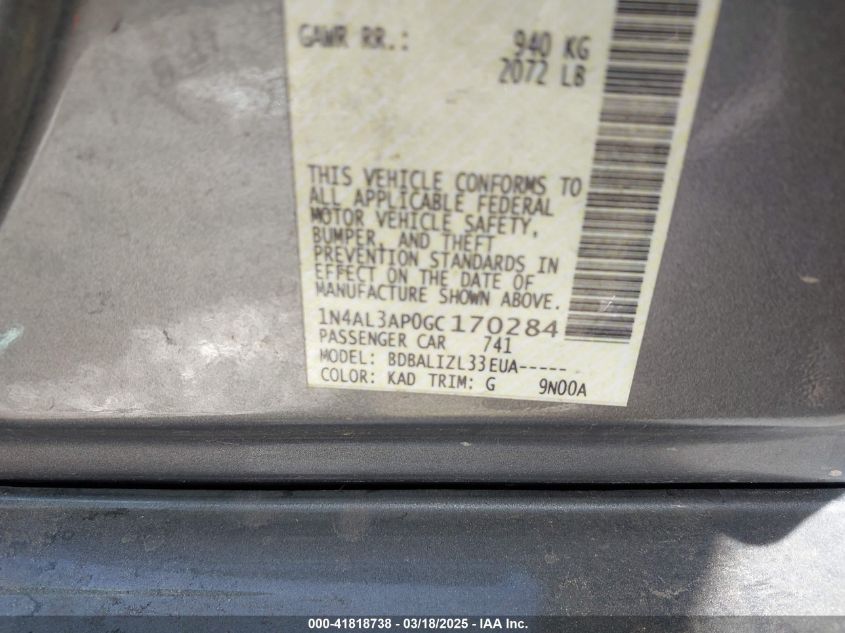 GAWR RR.: 940 KG
2072 LB
THIS VEHICLE CONFORMS TO
ALL APPLICABLE FEDERAL
MOTOR VEHICLE SAFETY,
BUMPER, AND THEFT
PREVENTION STANDARDS IN
EFFECT ON THE DATE OF
MANUFACTURE SHOWN ABOVE.
1N4AL3AP0GC170284
PASSENGER CAR 741
MODEL: BDBALIZL33EUA-----
COLOR: KAD TRIM: G 9N00A
000-41818738 - 03/18/2025 - IAA Inc.